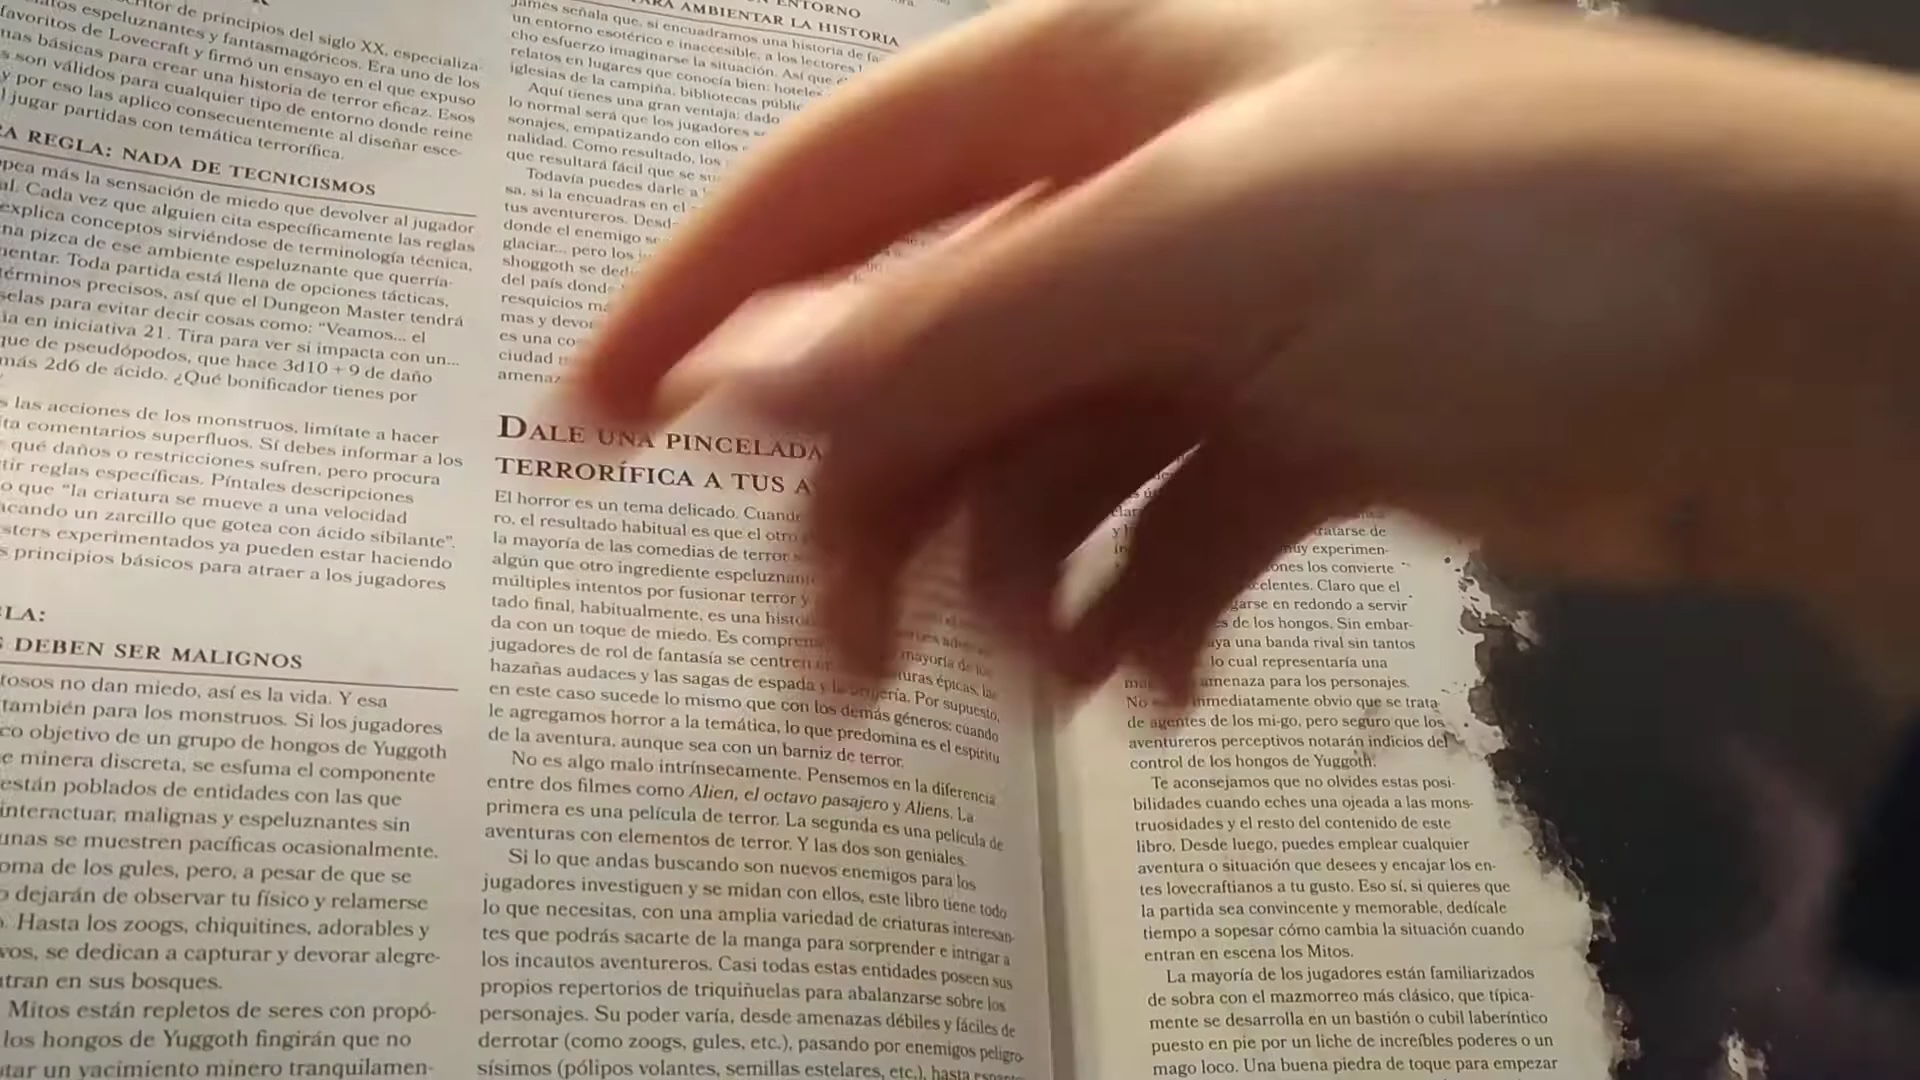 critor de principios del siglo XX, especializa-
espeluznantes y fantasmagóricos. Era uno de los
favoritos de Lovecraft y firmó un ensayo en el que expuso
básicas para crear una historia de terror eficaz. Esos
son válidos para cualquier tipo de entorno donde reine
y por eso las aplico consecuentemente al diseñar esce-
jugar partidas con temática terrorífica.
REGLA: NADA DE TECNICISMOS
más la sensación de miedo que devolver al jugador
al. Cada vez que alguien cita específicamente las reglas
explica conceptos sirviéndose de terminología técnica,
na pizca de ese ambiente espeluznante que querría-
mentar. Toda partida está llena de opciones tácticas,
términos precisos, así que el Dungeon Master tendrá
selas para evitar decir cosas como: “Veamos... el
ia en iniciativa 21. Tira para ver si impacta con un...
que de pseudópodos, que hace 3d10 + 9 de daño
más 2d6 de ácido. ¿Qué bonificador tienes por
s las acciones de los monstruos, limítate a hacer
ta comentarios superfluos. Sí debes informar a los
qué daños o restricciones sufren, pero procura
tir reglas específicas. Píntales descripciones
o que “la criatura se mueve a una velocidad
acando un zarcillo que gotea con ácido sibilante”.
sters experimentados ya pueden estar haciendo
s principios básicos para atraer a los jugadores
LA:
DEBEN SER MALIGNOS
tosos no dan miedo, así es la vida. Y esa
también para los monstruos. Si los jugadores
co objetivo de un grupo de hongos de Yuggoth
e minera discreta, se esfuma el componente
están poblados de entidades con las que
interactuar, malignas y espeluznantes sin
unas se muestren pacíficas ocasionalmente.
oma de los gules, pero, a pesar de que se
dejarán de observar tu físico y relamerse
Hasta los zoogs, chiquitines, adorables y
vos, se dedican a capturar y devorar alegre-
ntran en sus bosques.
Mitos están repletos de seres con propó-
los hongos de Yuggoth fingirán que no
tar un yacimiento minero tranquilamen-
ENTORNO
PARA AMBIENTAR LA HISTORIA
James señala que, si encuadramos una historia de fa
un entorno esotérico e inaccesible, a los lectores
cho esfuerzo imaginarse la situación. Así que
relatos en lugares que conocía bien: hoteles
iglesias de la campiña, bibliotecas públic
Aquí tienes una gran ventaja: dado
lo normal será que los jugadores se
sonajes, empatizando con ellos
nalidad. Como resultado, los
que resultará fácil que se su
Todavía puedes darle a
sa, si la encuadras en el
tus aventureros. Desd
donde el enemigo se
glaciar... pero los
shoggoth se ded
del país donde
resquicios ma
mas y devor
es una co
ciudad
amenaz
DALE UNA PINCELADA
TERRORÍFICA A TUS A
El horror es un tema delicado. Cuand
ro, el resultado habitual es que el otro
la mayoría de las comedias de terror
algún que otro ingrediente espeluznant
múltiples intentos por fusionar terror y
tado final, habitualmente, es una histo
da con un toque de miedo. Es compren mayoría de los
jugadores de rol de fantasía se centren turas épicas, las
hazañas audaces y las sagas de espada y brujería. Por supuesto,
en este caso sucede lo mismo que con los demás géneros: cuando
le agregamos horror a la temática, lo que predomina es el espíritu
de la aventura, aunque sea con un barniz de terror.
No es algo malo intrínsecamente. Pensemos en la diferencia
entre dos filmes como Alien, el octavo pasajero y Aliens. La
primera es una película de terror. La segunda es una película de
aventuras con elementos de terror. Y las dos son geniales.
Si lo que andas buscando son nuevos enemigos para los
jugadores investiguen y se midan con ellos, este libro tiene todo
lo que necesitas, con una amplia variedad de criaturas interesan-
tes que podrás sacarte de la manga para sorprender e intrigar a
los incautos aventureros. Casi todas estas entidades poseen sus
propios repertorios de triquiñuelas para abalanzarse sobre los
personajes. Su poder varía, desde amenazas débiles y fáciles de
derrotar (como zoogs, gules, etc.), pasando por enemigos peligro-
sísimos (pólipos volantes, semillas estelares, etc.), hasta
tratarse de
muy experimen-
ones los convierte
celentes. Claro que el
garse en redondo a servir
s de los hongos. Sin embar-
aya una banda rival sin tantos
lo cual representaría una
amenaza para los personajes.
No inmediatamente obvio que se trata
de agentes de los mi-go, pero seguro que los
aventureros perceptivos notarán indicios del
control de los hongos de Yuggoth.
Te aconsejamos que no olvides estas posi-
bilidades cuando eches una ojeada a las mons-
truosidades y el resto del contenido de este
libro. Desde luego, puedes emplear cualquier
aventura o situación que desees y encajar los en-
tes lovecraftianos a tu gusto. Eso sí, si quieres que
la partida sea convincente y memorable, dedícale
tiempo a sopesar cómo cambia la situación cuando
entran en escena los Mitos.
La mayoría de los jugadores están familiarizados
de sobra con el mazmorreo más clásico, que típica-
mente se desarrolla en un bastión o cubil laberíntico
puesto en pie por un liche de increíbles poderes o un
mago loco. Una buena piedra de toque para empezar